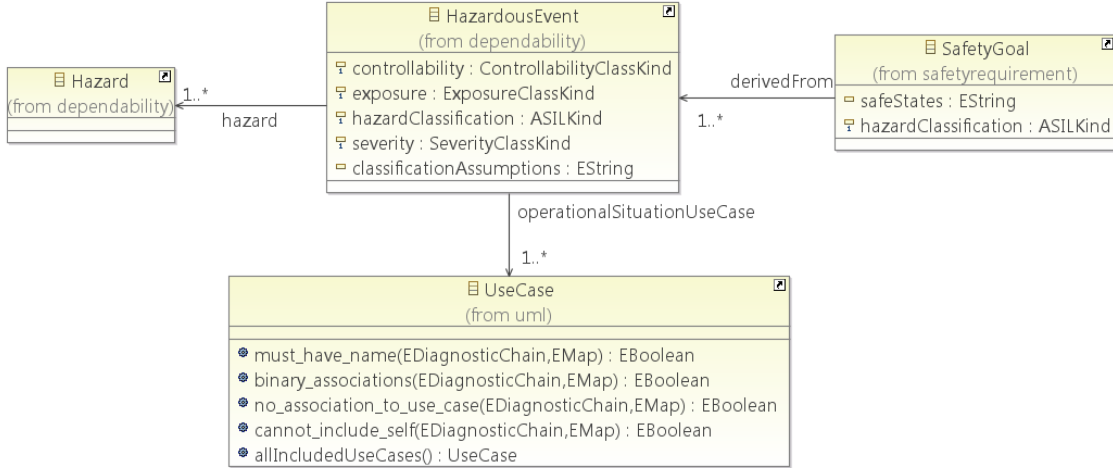 HazardousEvent
(from dependability)
controllability : ControllabilityClassKind
exposure : ExposureClassKind
hazardClassification : ASILKind
severity : SeverityClassKind
classificationAssumptions : EString
Hazard
(from dependability)
1..*
hazard
SafetyGoal
(from safetyrequirement)
safeStates : EString
hazardClassification : ASILKind
derivedFrom
1..*
operationalSituationUseCase
1..*
UseCase
(from uml)
must_have_name(EDiagnosticChain,EMap) : EBoolean
binary_associations(EDiagnosticChain,EMap) : EBoolean
no_association_to_use_case(EDiagnosticChain,EMap) : EBoolean
cannot_include_self(EDiagnosticChain,EMap) : EBoolean
allIncludedUseCases() : UseCase